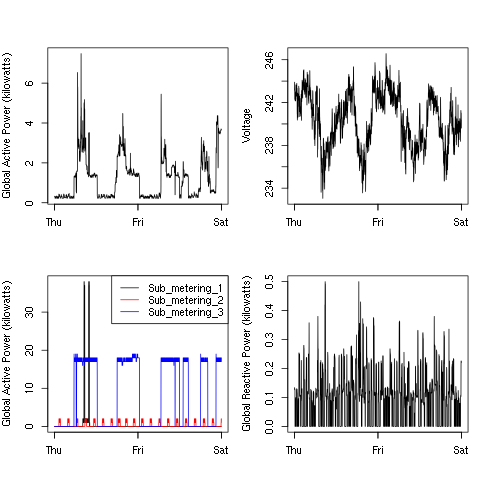 Global Active Power (kilowatts)
0 2 4 6
Thu Fri Sat
Voltage
234 238 242 246
Thu Fri Sat
Global Active Power (kilowatts)
0 10 20 30
Sub_metering_1
Sub_metering_2
Sub_metering_3
Thu Fri Sat
Global Reactive Power (kilowatts)
0.0 0.1 0.2 0.3 0.4 0.5
Thu Fri Sat